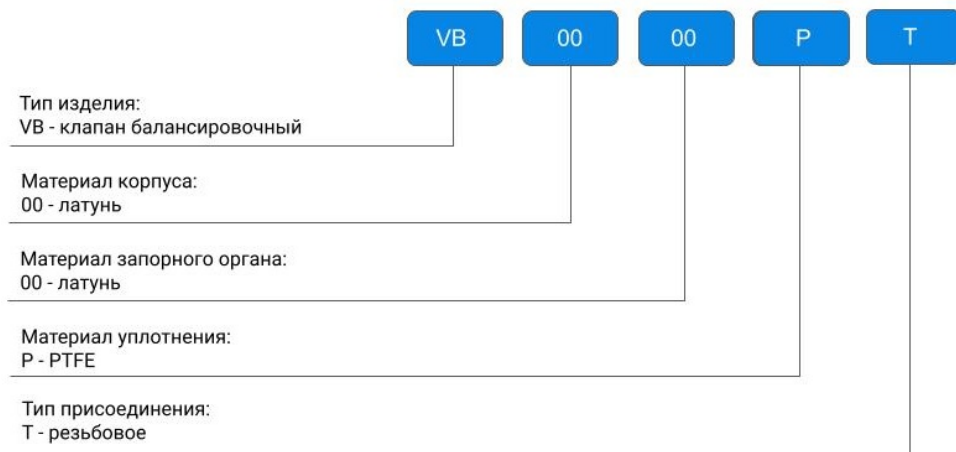 VB 00 00 P T
Тип изделия:
VB - клапан балансировочный
Материал корпуса:
00 - латунь
Материал запорного органа:
00 - латунь
Материал уплотнения:
P - PTFE
Тип присоединения:
T - резьбовое